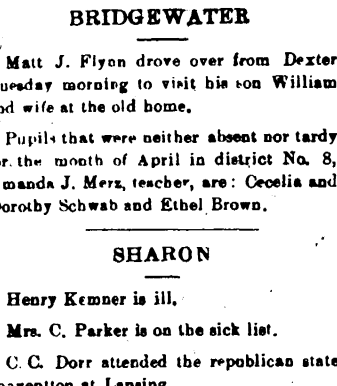 BRIDGEWATER
Matt J. Flynn drove over from Dexter
uesday morning to visit his son William
nd wife at the old home.
Pupils that were neither absent nor tardy
or the month of April in district No. 8,
manda J. Merz, teacher, are: Cecelia and
orothy Schwab and Ethel Brown.
SHARON
Henry Kemner is ill.
Mrs. C. Parker is on the sick list.
C. C. Dorr attended the republican state
onvention at Lansing